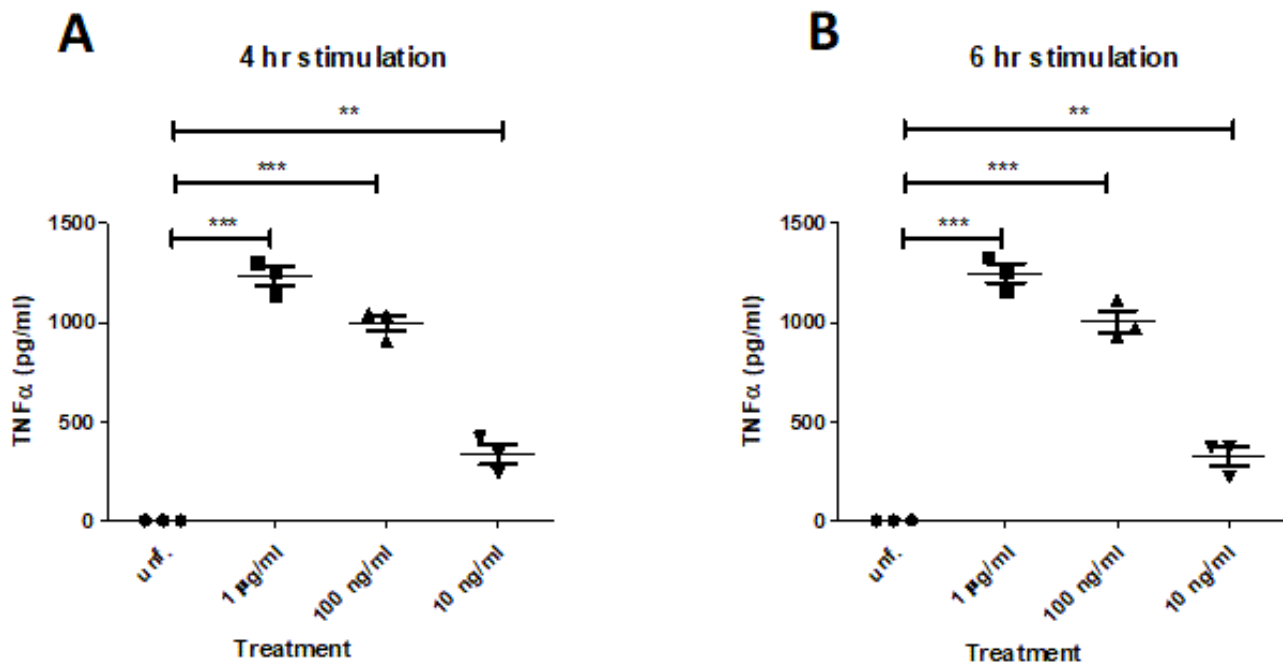 A
4 hr stimulation
**
***
***
1500
1000
500
0
TNFα (pg/ml)
unf.
1 µg/ml
100 ng/ml
10 ng/ml
Treatment
B
6 hr stimulation
**
***
***
1500
1000
500
0
TNFα (pg/ml)
unf.
1 µg/ml
100 ng/ml
10 ng/ml
Treatment